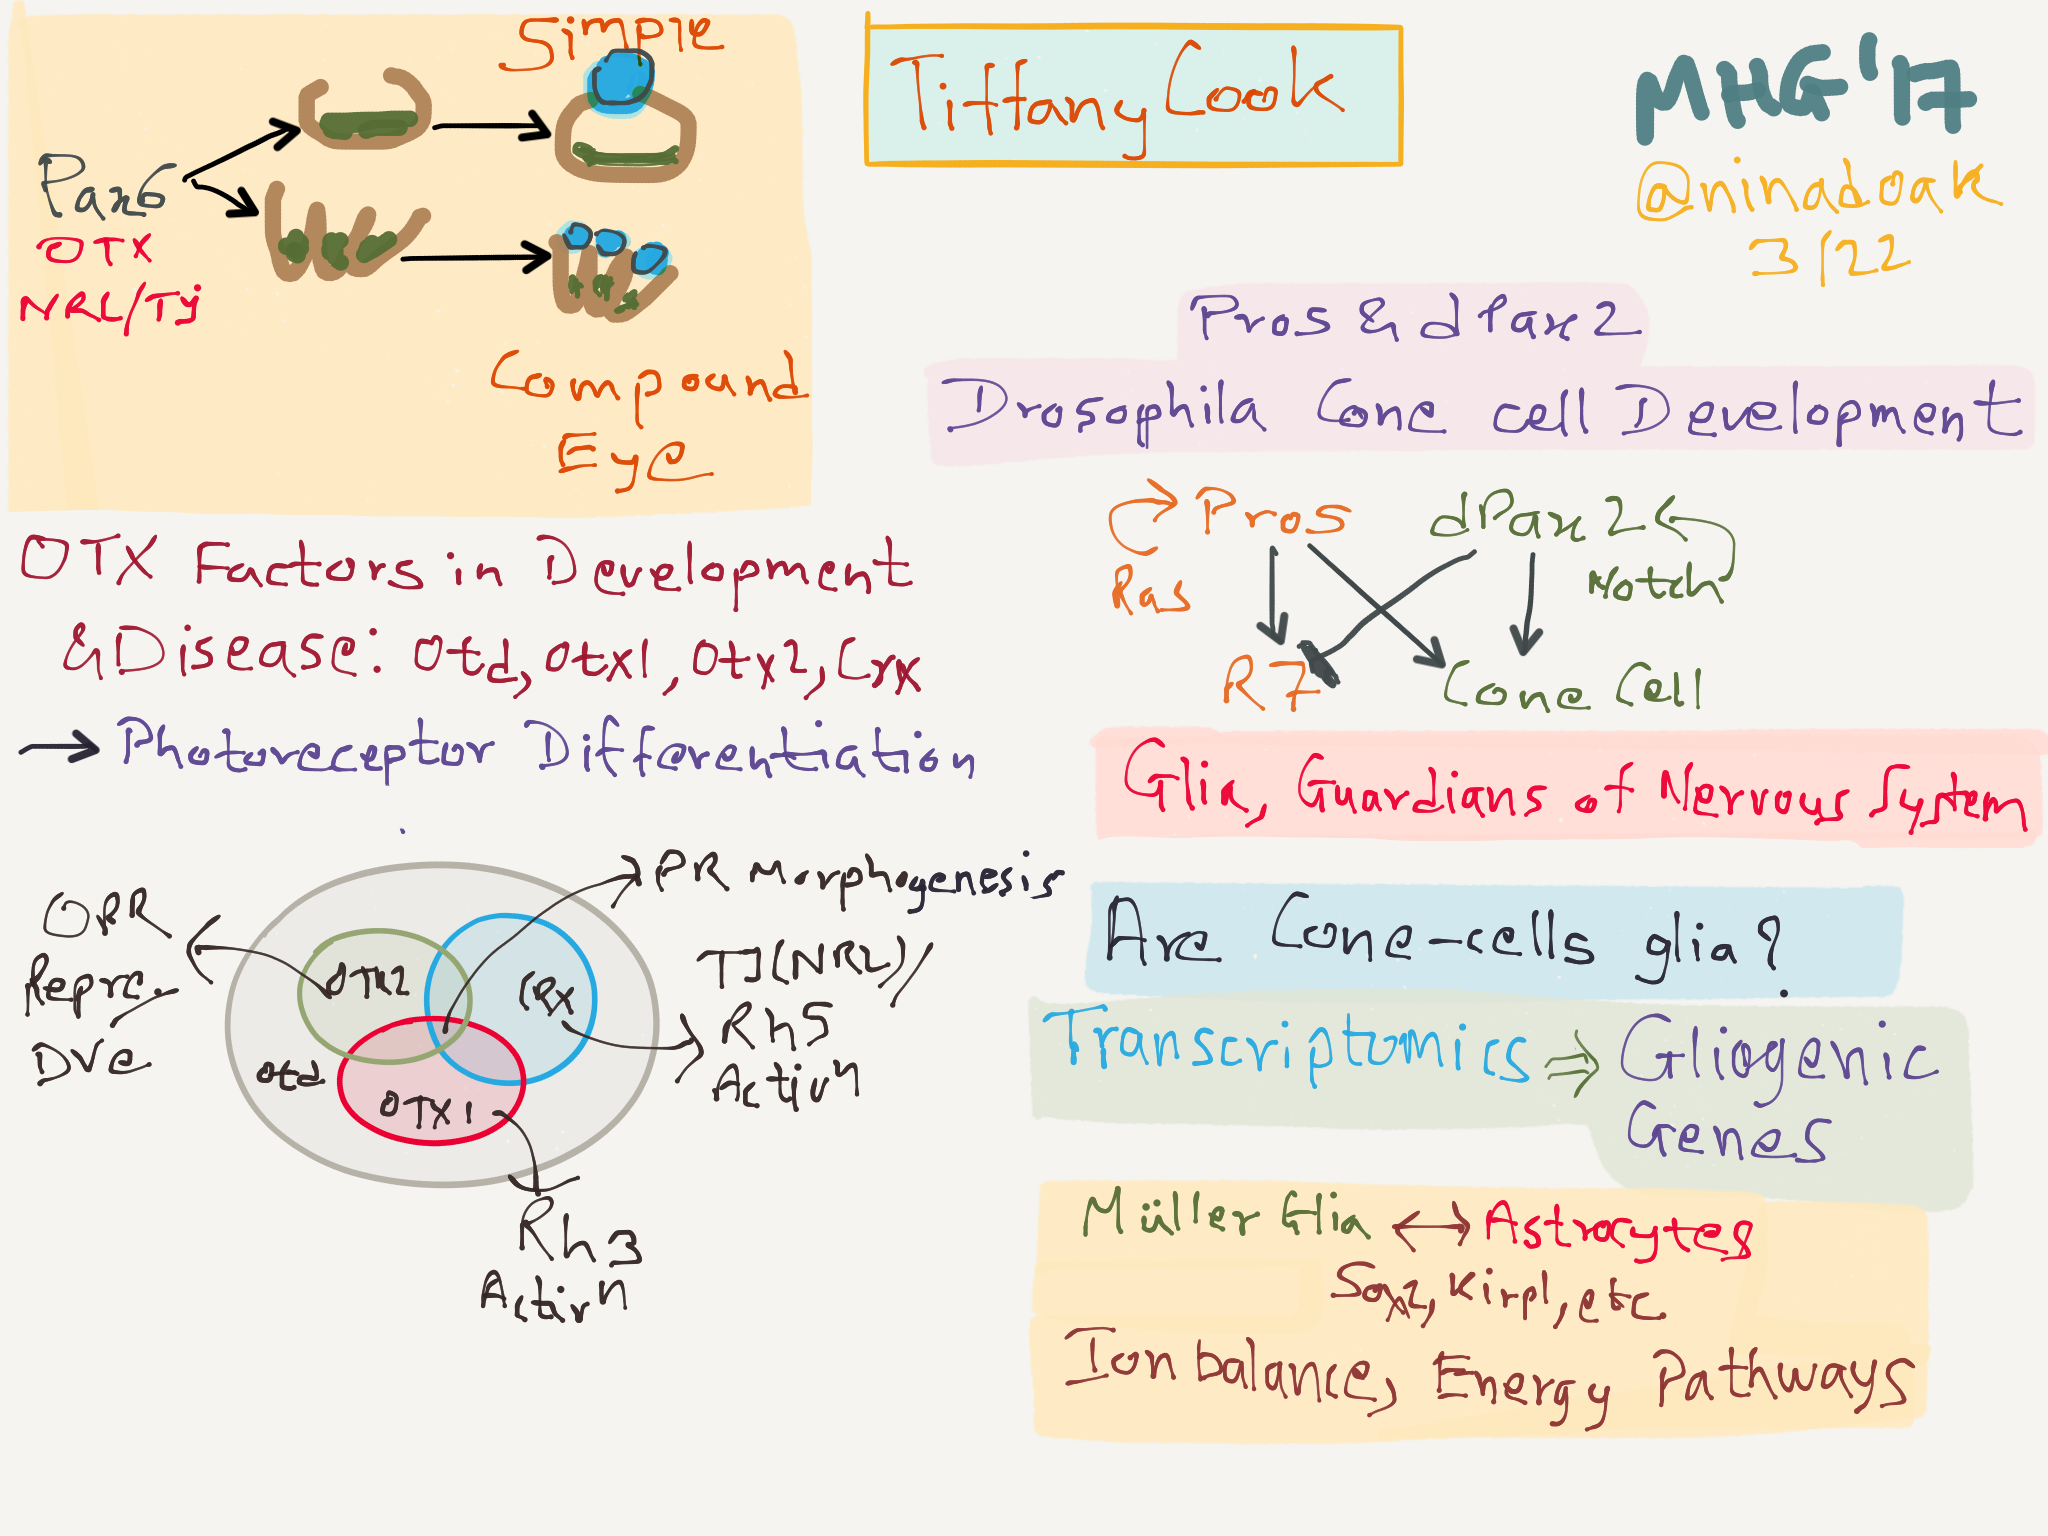 Simple
Pax6
OTX
NRL/Tj
Compound
Eye
Tiffany Cook
MHG'17
@ninadoak
3/22
OTX Factors in Development
& Disease: Otd, Otx1, Otx2, Crx
→ Photoreceptor Differentiation
PR Morphogenesis
ORR
Repre.
DVE
OTX2
CRX
TJ(NRL)/
Rh5
Activn
otd
OTX1
Rh3
Activn
Pros & dPax2
Drosophila Cone cell Development
Pros dPax2
Ras Notch
R7 Cone Cell
Glia, Guardians of Nervous System
Are Cone-cells glia?
Transcriptomics ⇒ Gliogenic
Genes
Müller Glia ↔ Astrocytes
Sox2, Kirpl, etc.
Ion balance, Energy Pathways